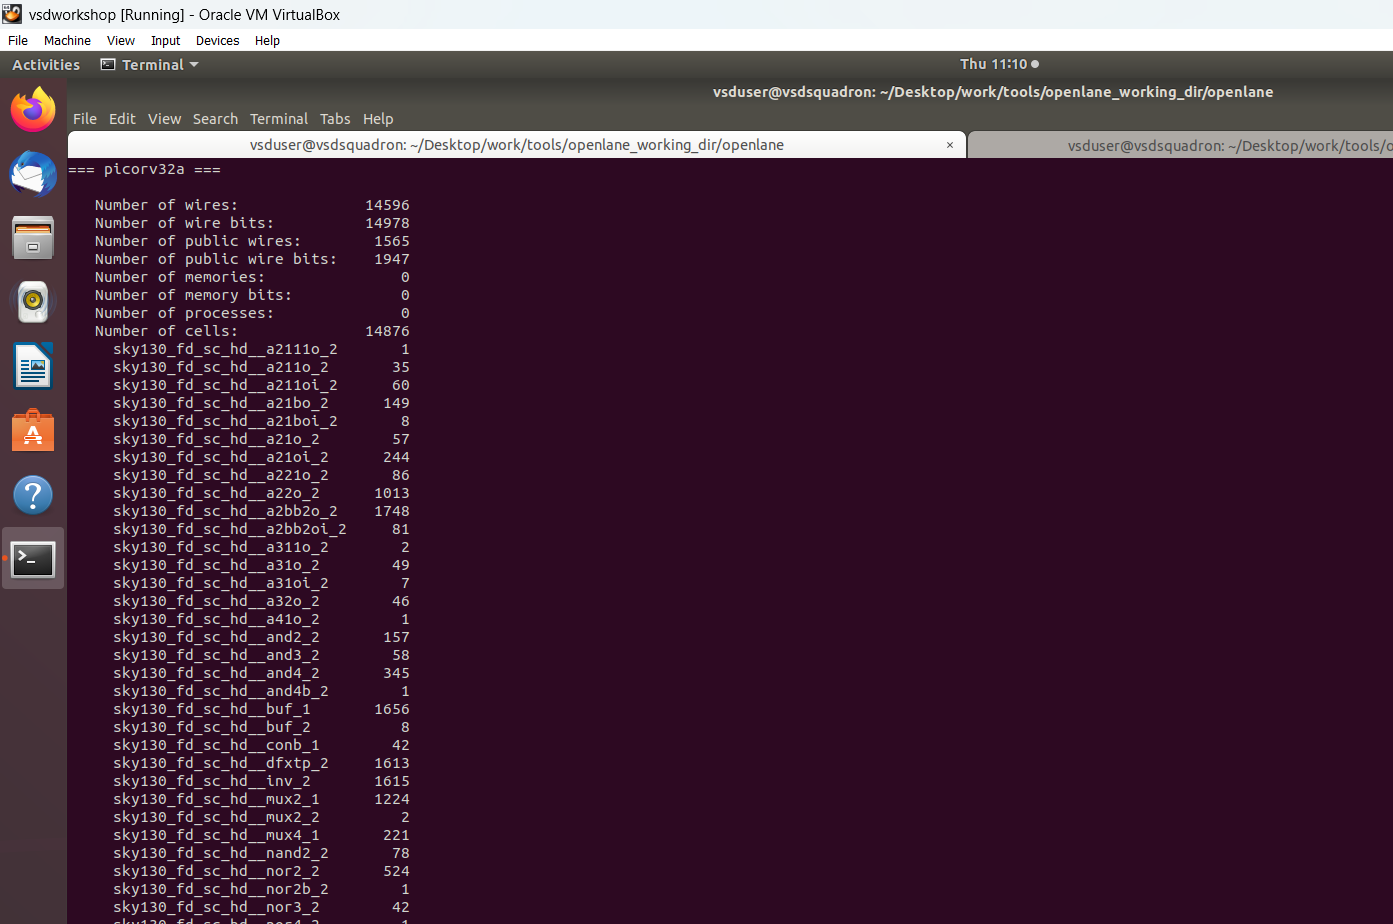 vsdworkshop [Running] - Oracle VM VirtualBox
File Machine View Input Devices Help
Activities Terminal Thu 11:10
vsduser@vsdsquadron: ~/Desktop/work/tools/openlane_working_dir/openlane
File Edit View Search Terminal Tabs Help
vsduser@vsdsquadron: ~/Desktop/work/tools/openlane_working_dir/openlane × vsduser@vsdsquadron: ~/Desktop/work/tools/o
=== picorv32a ===
Number of wires: 14596
Number of wire bits: 14978
Number of public wires: 1565
Number of public wire bits: 1947
Number of memories: 0
Number of memory bits: 0
Number of processes: 0
Number of cells: 14876
sky130_fd_sc_hd__a2111o_2 1
sky130_fd_sc_hd__a211o_2 35
sky130_fd_sc_hd__a211oi_2 60
sky130_fd_sc_hd__a21bo_2 149
sky130_fd_sc_hd__a21boi_2 8
sky130_fd_sc_hd__a21o_2 57
sky130_fd_sc_hd__a21oi_2 244
sky130_fd_sc_hd__a221o_2 86
sky130_fd_sc_hd__a22o_2 1013
sky130_fd_sc_hd__a2bb2o_2 1748
sky130_fd_sc_hd__a2bb2oi_2 81
sky130_fd_sc_hd__a311o_2 2
sky130_fd_sc_hd__a31o_2 49
sky130_fd_sc_hd__a31oi_2 7
sky130_fd_sc_hd__a32o_2 46
sky130_fd_sc_hd__a41o_2 1
sky130_fd_sc_hd__and2_2 157
sky130_fd_sc_hd__and3_2 58
sky130_fd_sc_hd__and4_2 345
sky130_fd_sc_hd__and4b_2 1
sky130_fd_sc_hd__buf_1 1656
sky130_fd_sc_hd__buf_2 8
sky130_fd_sc_hd__conb_1 42
sky130_fd_sc_hd__dfxtp_2 1613
sky130_fd_sc_hd__inv_2 1615
sky130_fd_sc_hd__mux2_1 1224
sky130_fd_sc_hd__mux2_2 2
sky130_fd_sc_hd__mux4_1 221
sky130_fd_sc_hd__nand2_2 78
sky130_fd_sc_hd__nor2_2 524
sky130_fd_sc_hd__nor2b_2 1
sky130_fd_sc_hd__nor3_2 42